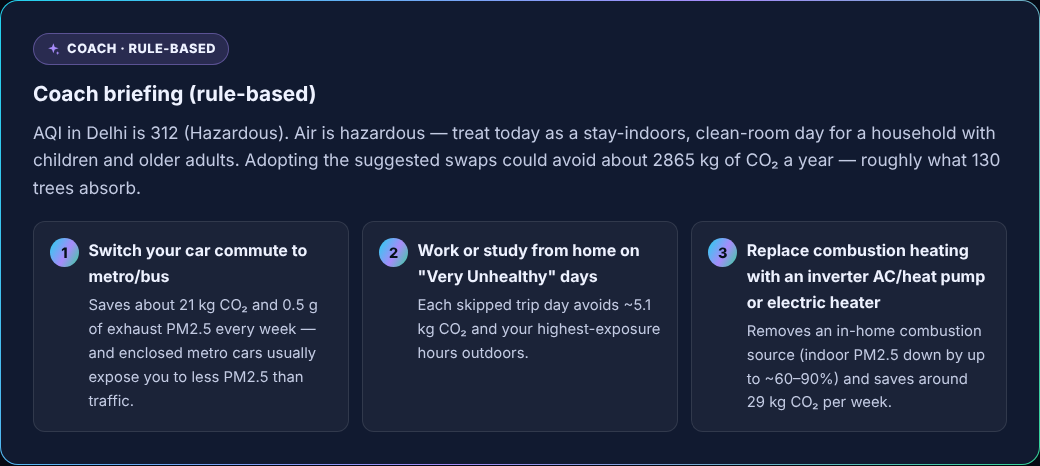 COACH · RULE-BASED
Coach briefing (rule-based)
AQI in Delhi is 312 (Hazardous). Air is hazardous — treat today as a stay-indoors, clean-room day for a household with
children and older adults. Adopting the suggested swaps could avoid about 2865 kg of CO₂ a year — roughly what 130
trees absorb.
1
Switch your car commute to
metro/bus
Saves about 21 kg CO₂ and 0.5 g
of exhaust PM2.5 every week —
and enclosed metro cars usually
expose you to less PM2.5 than
traffic.
2
Work or study from home on
"Very Unhealthy" days
Each skipped trip day avoids ~5.1
kg CO₂ and your highest-exposure
hours outdoors.
3
Replace combustion heating
with an inverter AC/heat pump
or electric heater
Removes an in-home combustion
source (indoor PM2.5 down by up
to ~60–90%) and saves around
29 kg CO₂ per week.